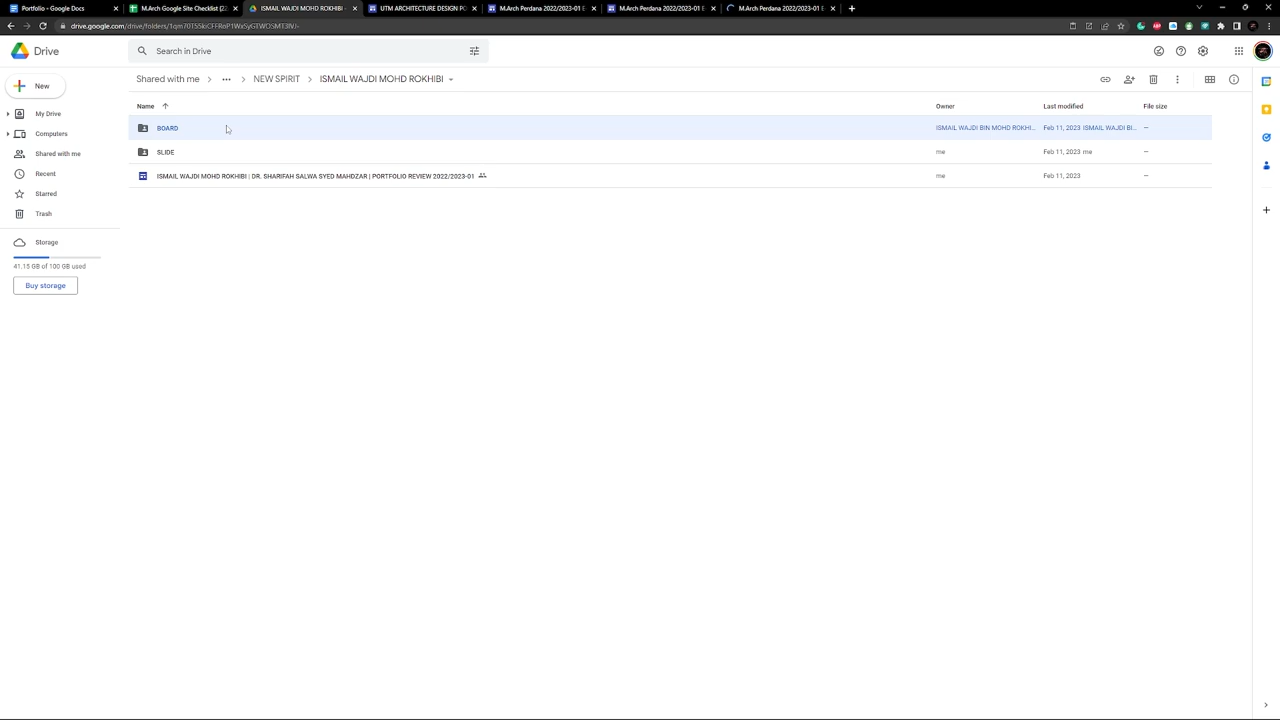 Portfolio - Google Docs
M.Arch Google Site Checklist (22
ISMAIL WAJDI MOHD ROKHIBI -
UTM ARCHITECTURE DESIGN PO
M.Arch Perdana 2022/2023-01 E
M.Arch Perdana 2022/2023-01 E
M.Arch Perdana 2022/2023-01 E
Drive
Search in Drive
New
Shared with me
NEW SPIRIT
ISMAIL WAJDI MOHD ROKHIBI
Name
Owner
Last modified
File size
My Drive
Computers
Shared with me
Recent
Starred
Trash
Storage
41.15 GB of 100 GB used
Buy storage
BOARD
ISMAIL WAJDI BIN MOHD ROKHI...
Feb 11, 2023 ISMAIL WAJDI BI...
—
SLIDE
me
Feb 11, 2023 me
—
ISMAIL WAJDI MOHD ROKHIBI | DR. SHARIFAH SALWA SYED MAHDZAR | PORTFOLIO REVIEW 2022/2023-01
me
Feb 11, 2023
—